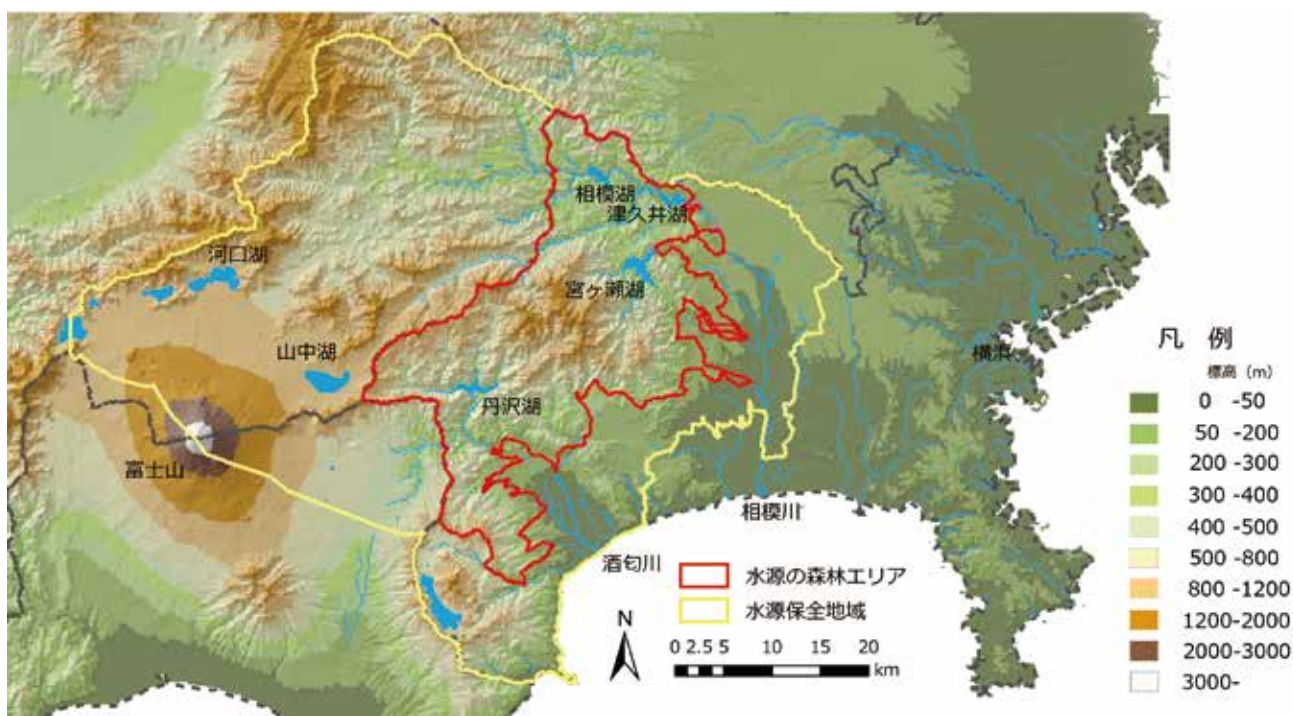 相模湖
津久井湖
河口湖
宮ヶ瀬湖
山中湖
丹沢湖
富士山
横浜
相模川
酒匂川
水源の森林エリア
水源保全地域
N
0 2.5 5 10 15 20
km
凡 例
標高（m）
0 -50
50 -200
200 -300
300 -400
400 -500
500 -800
800 -1200
1200-2000
2000-3000
3000-